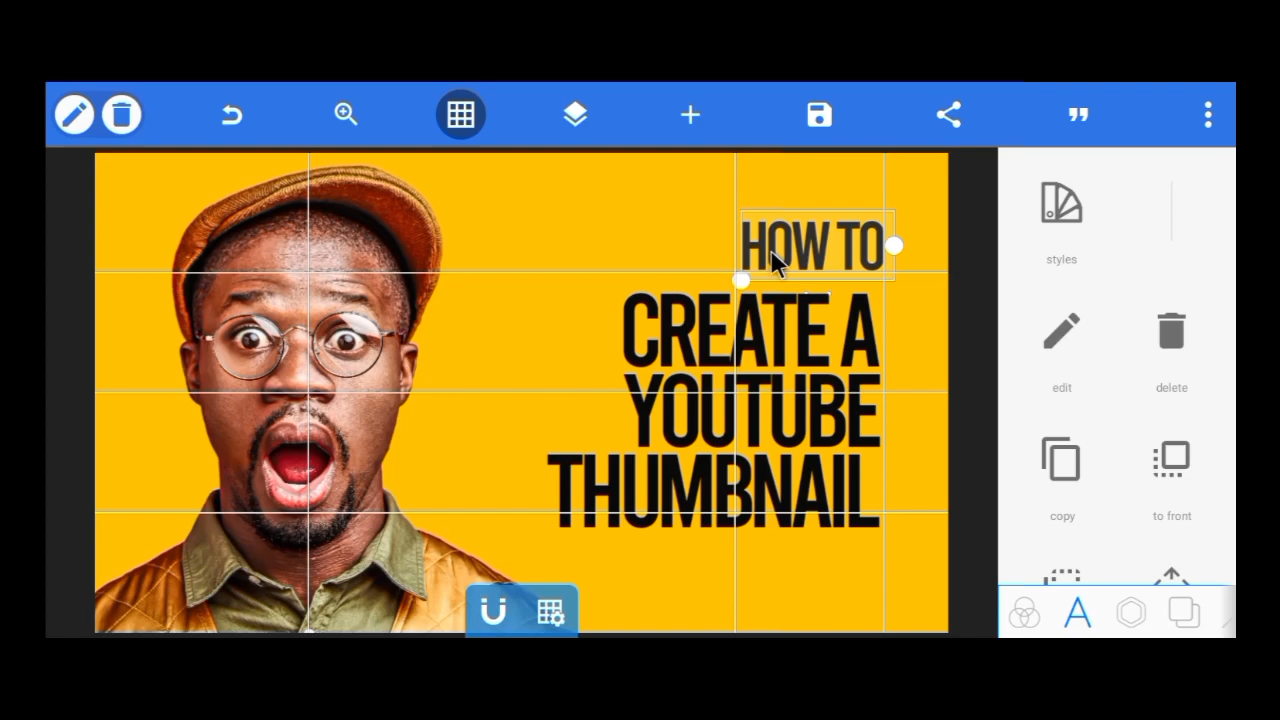 HOW TO
CREATE A
YOUTUBE
THUMBNAIL
styles
edit
delete
copy
to front